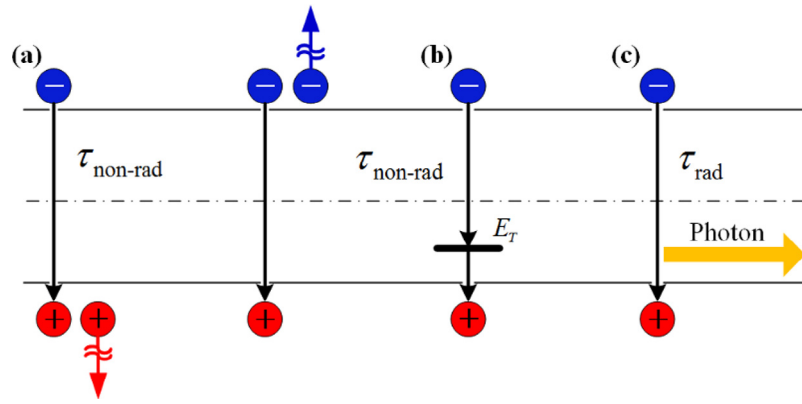 (a) (b) (c)
− − − − −
τnon-rad τnon-rad τrad
ET
Photon
+ + + + +